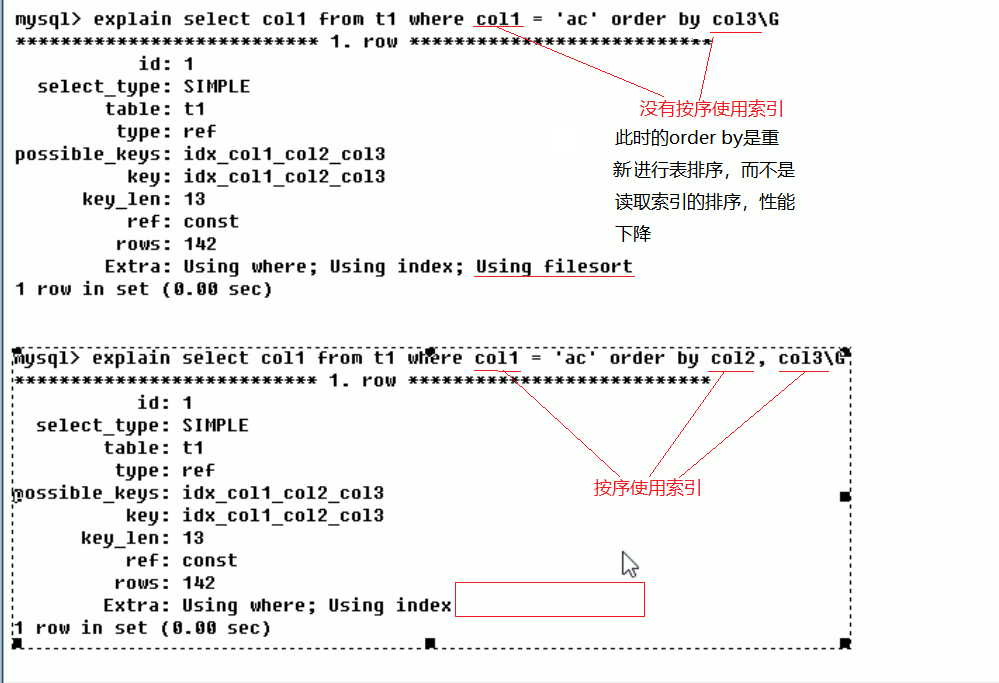 mysql> explain select col1 from t1 where col1 = 'ac' order by col3\G
*************************** 1. row ***************************
id: 1
select_type: SIMPLE
table: t1
type: ref
possible_keys: idx_col1_col2_col3
key: idx_col1_col2_col3
key_len: 13
ref: const
rows: 142
Extra: Using where; Using index; Using filesort
1 row in set (0.00 sec)
没有按序使用索引
此时的order by是重
新进行表排序，而不是
读取索引的排序，性能
下降
mysql> explain select col1 from t1 where col1 = 'ac' order by col2, col3\G
*************************** 1. row ***************************
id: 1
select_type: SIMPLE
table: t1
type: ref
possible_keys: idx_col1_col2_col3
key: idx_col1_col2_col3
key_len: 13
ref: const
rows: 142
Extra: Using where; Using index
1 row in set (0.00 sec)
按序使用索引